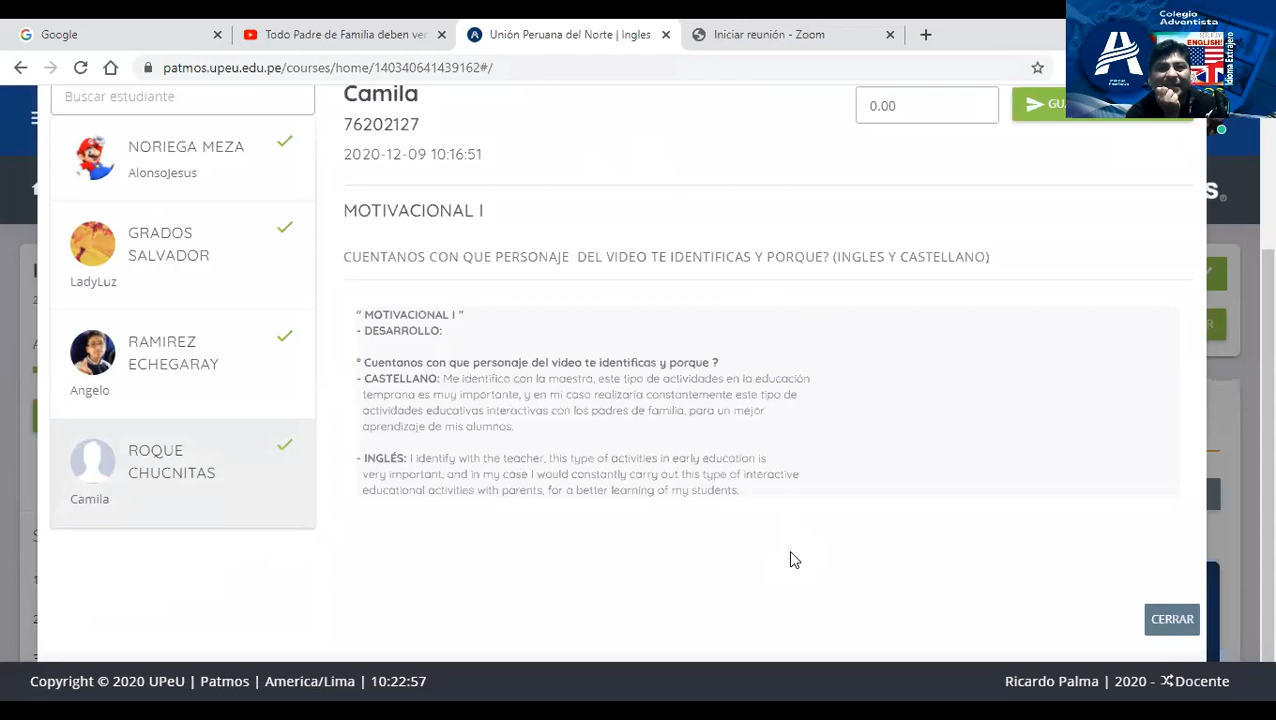 Google
Todo Padre de Familia deben ver
Unión Peruana del Norte | Ingles
Iniciar reunión - Zoom
patmos.upeu.edu.pe/courses/home/140340641439162#/
Colegio
Adventista
STUDY
ENGLISH!
Idioma Extrajero
Buscar estudiante
NORIEGA MEZA
AlonsoJesus
GRADOS
SALVADOR
LadyLuz
RAMIREZ
ECHEGARAY
Angelo
ROQUE
CHUCNITAS
Camila
Camila
76202127
2020-12-09 10:16:51
0.00
GU
MOTIVACIONAL I
CUENTANOS CON QUE PERSONAJE DEL VIDEO TE IDENTIFICAS Y PORQUE? (INGLES Y CASTELLANO)
" MOTIVACIONAL I "
- DESARROLLO:
° Cuentanos con que personaje del video te identificas y porque ?
- CASTELLANO: Me identifico con la maestra, este tipo de actividades en la educación
temprana es muy importante, y en mi caso realizaría constantemente este tipo de
actividades educativas interactivas con los padres de familia, para un mejor
aprendizaje de mis alumnos.
- INGLÉS: I identify with the teacher, this type of activities in early education is
very important, and in my case I would constantly carry out this type of interactive
educational activities with parents, for a better learning of my students.
CERRAR
Copyright © 2020 UPeU | Patmos | America/Lima | 10:22:57
Ricardo Palma | 2020 - Docente